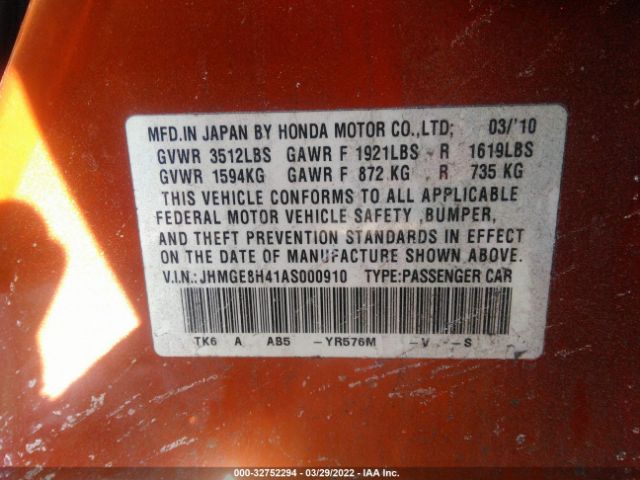 MFD.IN JAPAN BY HONDA MOTOR CO.,LTD; 03/'10
GVWR 3512LBS GAWR F 1921LBS - R 1619LBS
GVWR 1594KG GAWR F 872 KG , R 735 KG
THIS VEHICLE CONFORMS TO ALL APPLICABLE
FEDERAL MOTOR VEHICLE SAFETY ,BUMPER,
AND THEFT PREVENTION STANDARDS IN EFFECT
ON THE DATE OF MANUFACTURE SHOWN ABOVE.
V.I.N.: JHMGE8H41AS000910 TYPE:PASSENGER CAR
TK6 A AB5 -YR576M -V -S
000-32752294 - 03/29/2022 - IAA Inc.